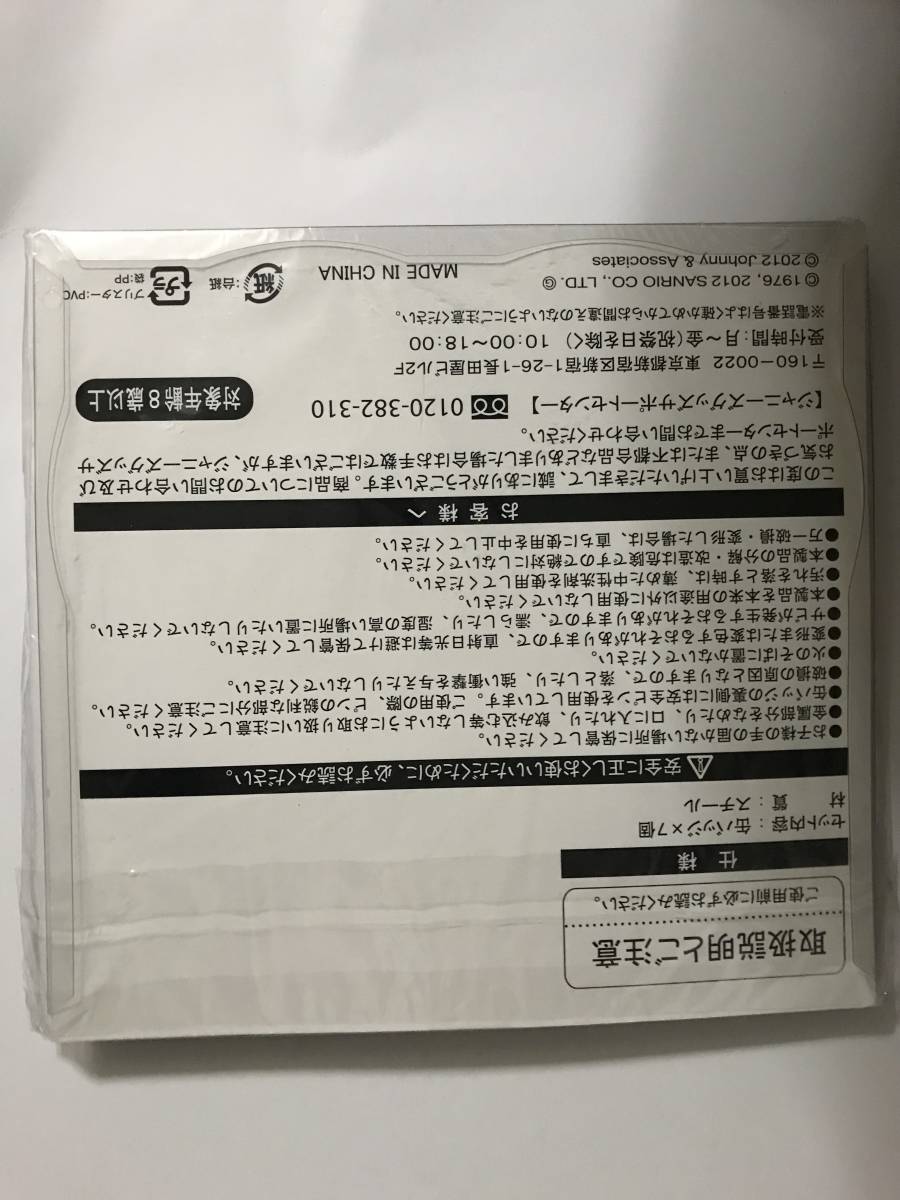 取扱説明とご注意
ご使用前に必ずお読みください。
仕様
セット内容：缶バッジ×7個
材　　質：スチール
安全に正しくお使いいただくために、必ずお読みください。
●お子様の手の届かない場所に保管してください。
●金属部分をなめたり、口に入れたり、飲み込む等しないようにお取り扱いに注意してください。
●缶バッジの裏側には安全ピンを使用しています。ご使用の際、ピンの鋭利な部分にご注意ください。
●破損の原因となりますので、落としたり、強い衝撃を与えたりしないでください。
●火のそばに置かないでください。
●変形または変色するおそれがありますので、直射日光等は避けて保管してください。
●サビが発生するおそれがありますので、濡らしたり、湿度の高い場所に置いたりしないでください。
●本製品を本来の用途以外に使用しないでください。
●汚れを落とす時は、薄めた中性洗剤を使用してください。
●本製品の分解・改造は危険ですので絶対にしないでください。
●万一破損・変形した場合は、直ちに使用を中止してください。
お客様へ
この度はお買い上げいただきまして、誠にありがとうございます。商品についてのお問い合わせ及び
お気づきの点、または不都合品などありました場合はお手数ではございますが、ジャニーズグッズサ
ポートセンターまでお問い合わせください。
【ジャニーズグッズサポートセンター】 0120-382-310
対象年齢8歳以上
〒160-0022　東京都新宿区新宿1-26-1長田屋ビル2F
受付時間：月～金(祝祭日を除く) 10:00～18:00
※電話番号はよく確かめてからお間違えのないようにご注意ください。
© 1976, 2012 SANRIO CO., LTD. Ⓖ
© 2012 Johnny & Associates
MADE IN CHINA
紙
：台紙
プラ
ブリスター：PVC
袋：PP